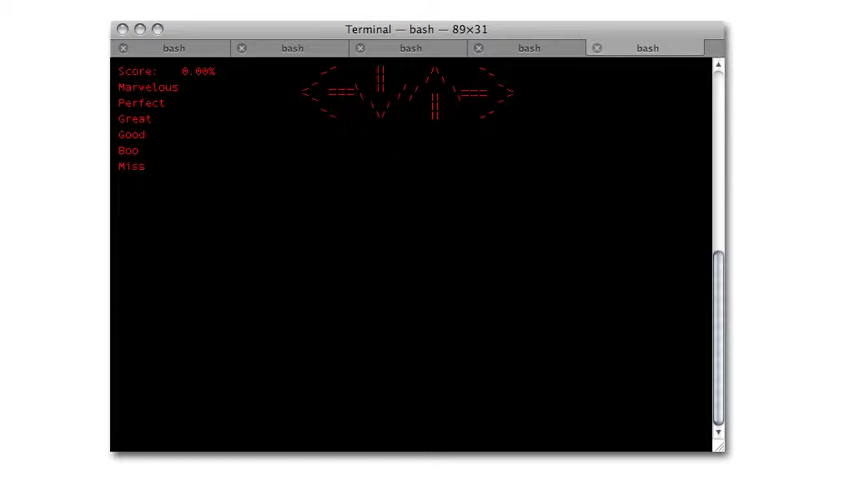 Terminal — bash — 89×31
bash bash bash bash bash
Score: 0.00%
Marvelous
Perfect
Great
Good
Boo
Miss